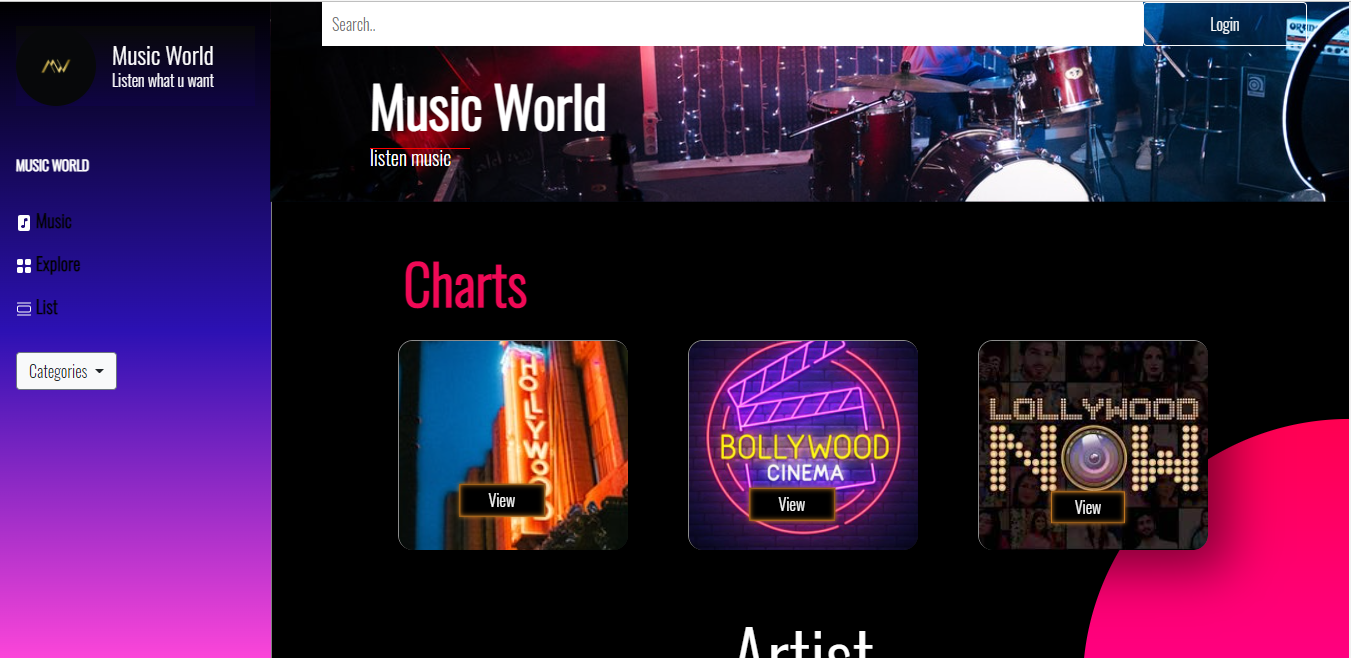 MW
Music World
Listen what u want
MUSIC WORLD
Music
Explore
List
Categories
Search..
Login
Music World
listen music
Charts
HOLLYWOOD
View
BOLLYWOOD
CINEMA
View
LOLLYWOOD
NOW
View
Artist